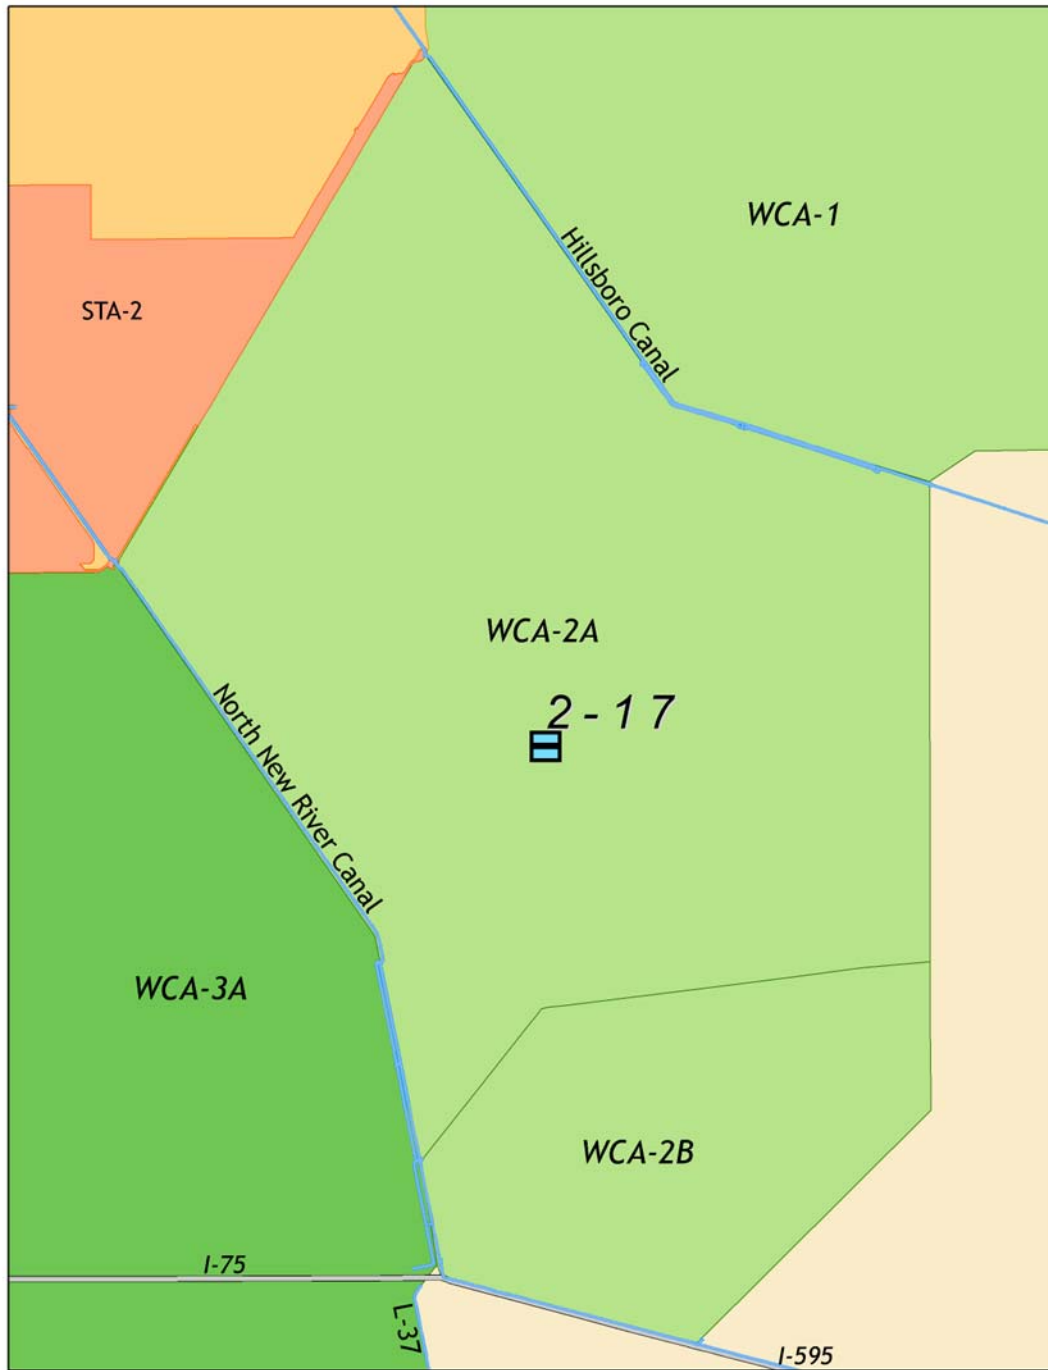 WCA-1
Hillsboro Canal
STA-2
WCA-2A
2-17
North New River Canal
WCA-3A
WCA-2B
I-75
L-37
I-595